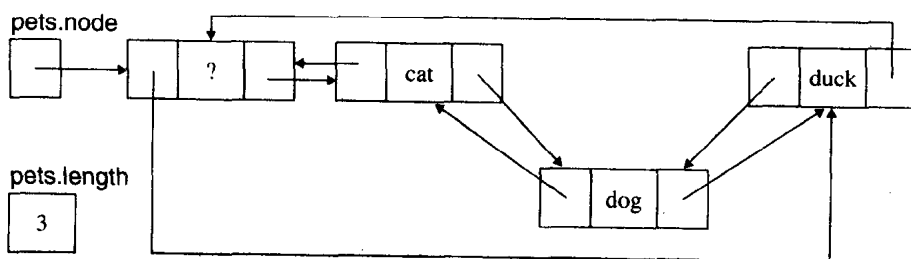 pets.node
?
cat
duck
dog
pets.length
3